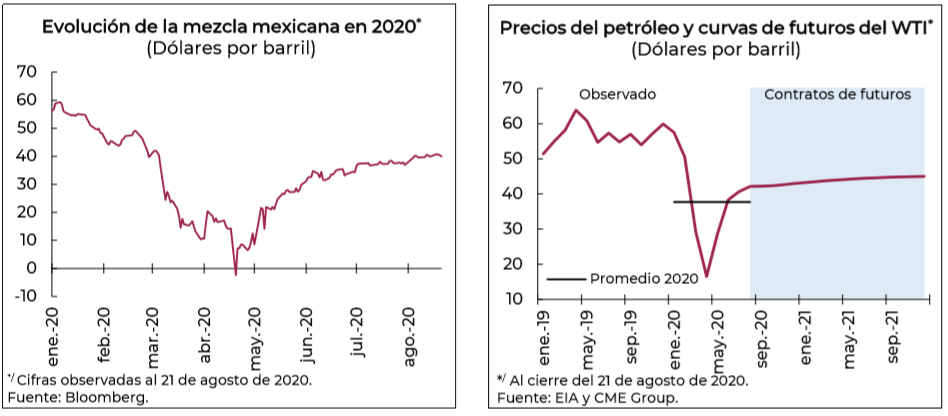 Evolución de la mezcla mexicana en 2020*
(Dólares por barril)
70
60
50
40
30
20
10
0
-10
ene.-20
feb.-20
mar.-20
abr.-20
may.-20
jun.-20
jul.-20
ago.-20
*/ Cifras observadas al 21 de agosto de 2020.
Fuente: Bloomberg.
Precios del petróleo y curvas de futuros del WTI*
(Dólares por barril)
70
60
50
40
30
20
10
Observado
Contratos de futuros
Promedio 2020
ene.-19
may.-19
sep.-19
ene.-20
may.-20
sep.-20
ene.-21
may.-21
sep.-21
*/ Al cierre del 21 de agosto de 2020.
Fuente: EIA y CME Group.